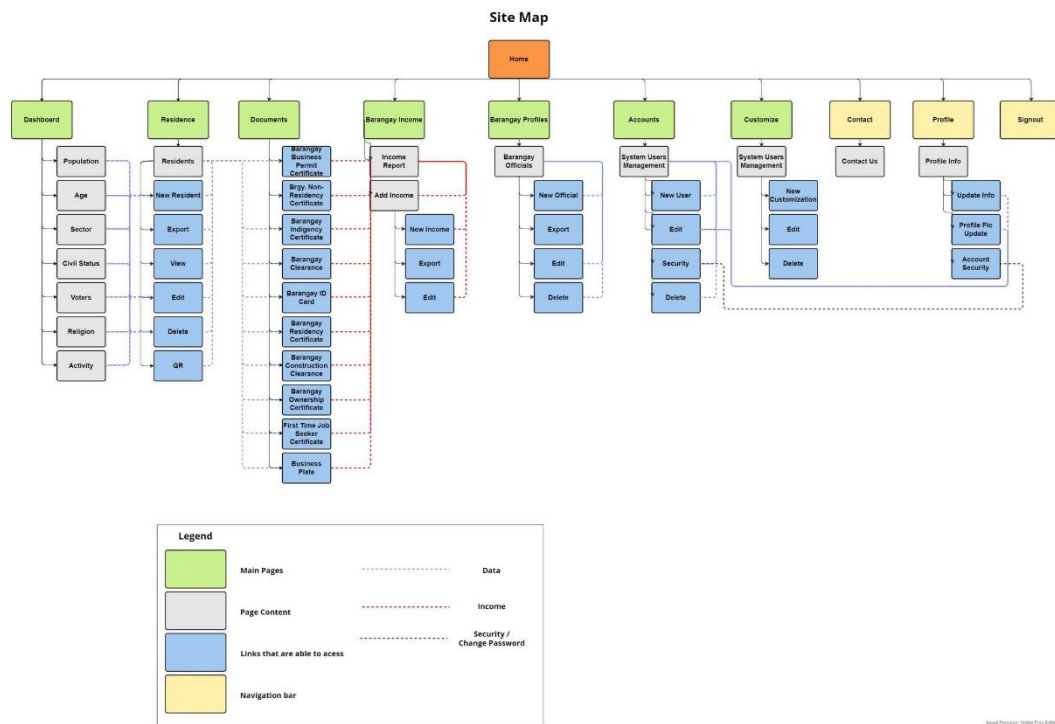 Site Map
Home
Dashboard
Residence
Documents
Barangay Income
Barangay Profiles
Accounts
Customize
Contact
Profile
Signout
Population
Age
Sector
Civil Status
Voters
Religion
Activity
Residents
New Resident
Export
View
Edit
Delete
QR
Barangay
Business
Permit
Certificate
Brgy. Non-
Residency
Certificate
Barangay
Indigency
Certificate
Barangay
Clearance
Barangay ID
Card
Barangay
Residency
Certificate
Barangay
Construction
Clearance
Barangay
Ownership
Certificate
First Time Job
Seeker
Certificate
Business
Plate
Income
Report
Add Income
New Income
Export
Edit
Barangay
Officials
New Official
Export
Edit
Delete
System Users
Management
New User
Edit
Security
Delete
System Users
Management
New
Customization
Edit
Delete
Contact Us
Profile Info
Update Info
Profile Pic
Update
Account
Security
Legend
Main Pages
Page Content
Links that are able to acess
Navigation bar
Data
Income
Security /
Change Password